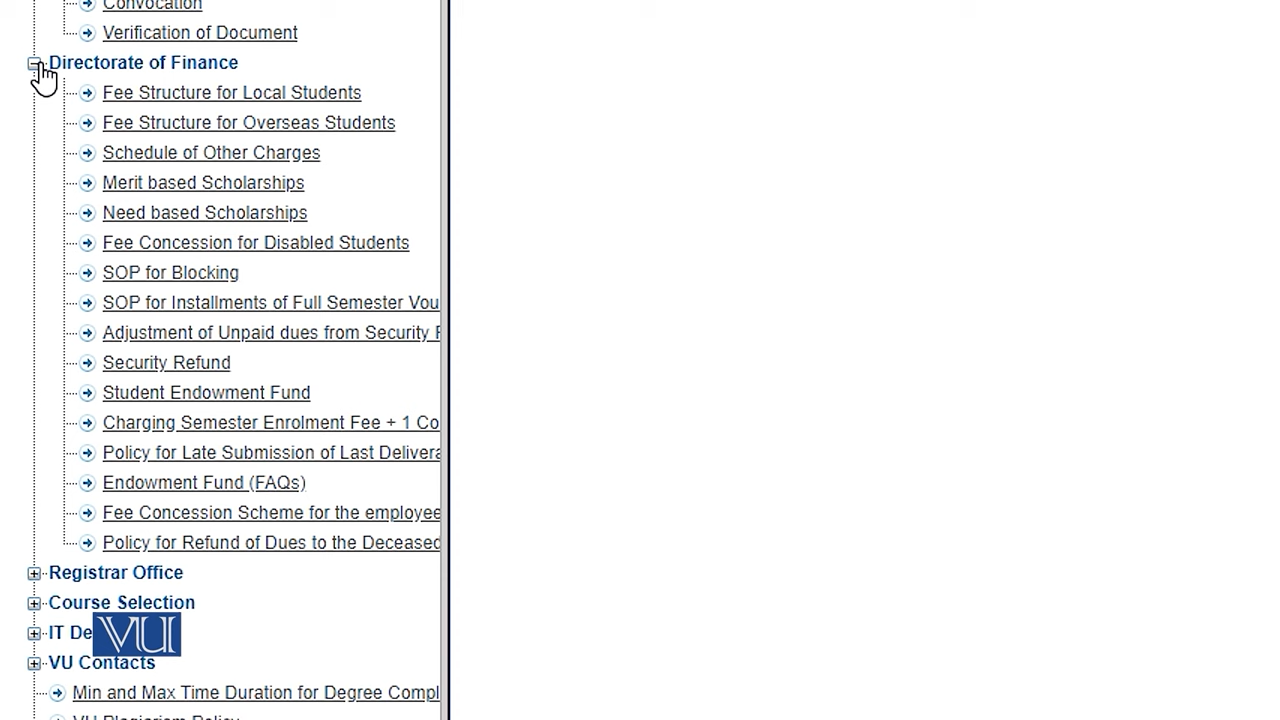 Convocation
Verification of Document
Directorate of Finance
Fee Structure for Local Students
Fee Structure for Overseas Students
Schedule of Other Charges
Merit based Scholarships
Need based Scholarships
Fee Concession for Disabled Students
SOP for Blocking
SOP for Installments of Full Semester Vou
Adjustment of Unpaid dues from Security
Security Refund
Student Endowment Fund
Charging Semester Enrolment Fee + 1 Co
Policy for Late Submission of Last Delivera
Endowment Fund (FAQs)
Fee Concession Scheme for the employee
Policy for Refund of Dues to the Deceased
Registrar Office
Course Selection
IT De
VU
VU Contacts
Min and Max Time Duration for Degree Compl
VU Plagiarism Policy